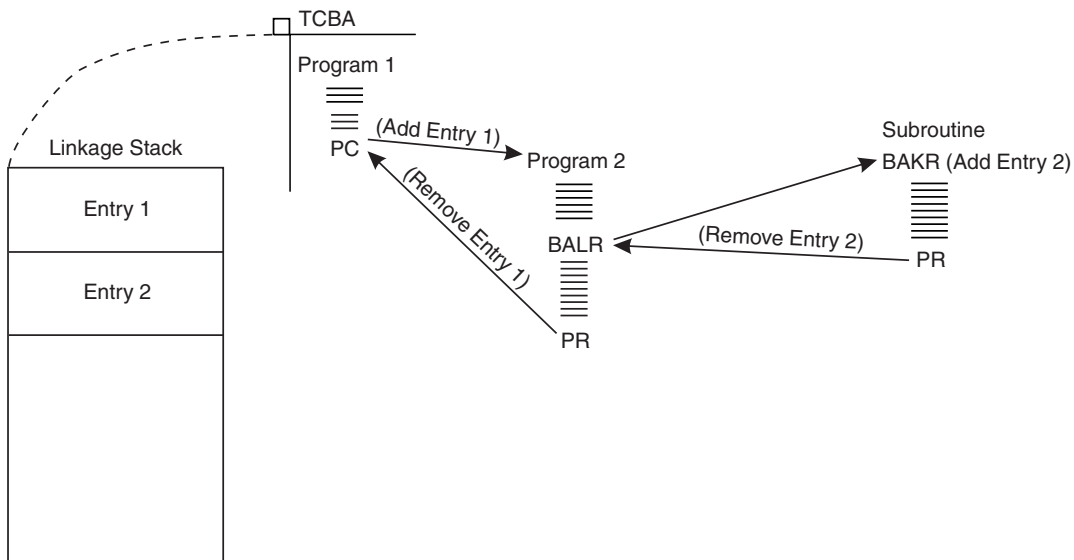 TCBA
Program 1
PC
(Add Entry 1)
(Remove Entry 1)
Linkage Stack
Entry 1
Entry 2
Program 2
BALR
PR
(Remove Entry 2)
Subroutine
BAKR (Add Entry 2)
PR